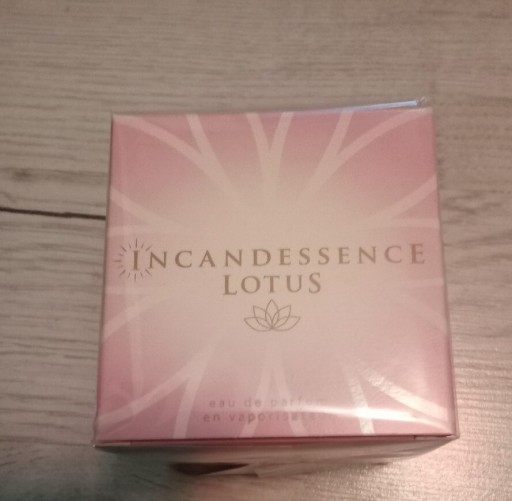 INCANDESSENCE
LOTUS
eau de parfum
en vaporisateur